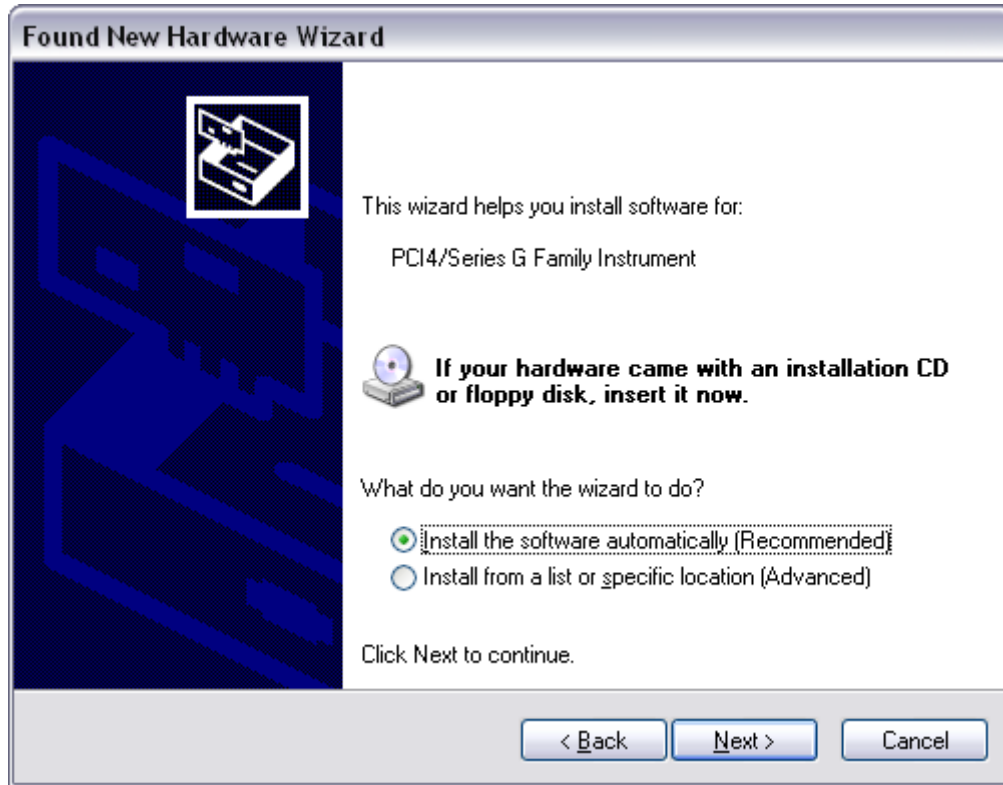 Found New Hardware Wizard
This wizard helps you install software for:
PCI4/Series G Family Instrument
If your hardware came with an installation CD
or floppy disk, insert it now.
What do you want the wizard to do?
Install the software automatically (Recommended)
Install from a list or specific location (Advanced)
Click Next to continue.
< Back Next > Cancel